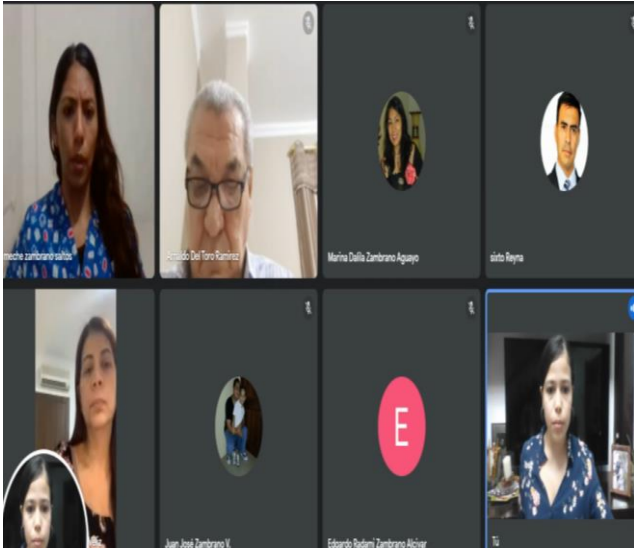 meche zambrano saltos
Arnaldo Del Toro Ramirez
Marina Dalila Zambrano Aguayo
sixto Reyna
Juan José Zambrano V.
E
Edgardo Radamí Zambrano Alcivar
Tú